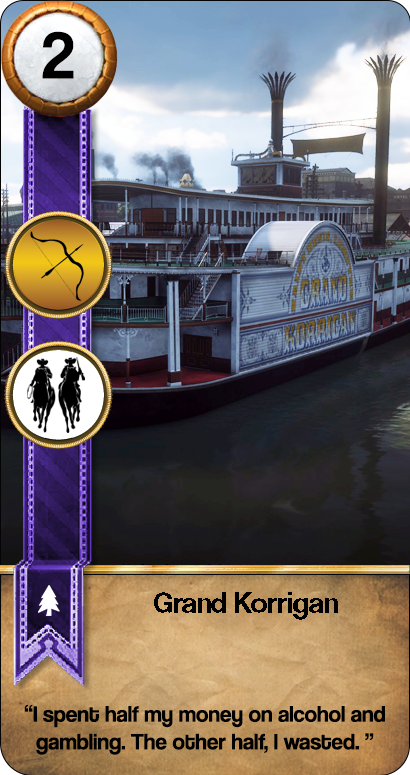 2
GRAND
KORRIGAN
Grand Korrigan
“I spent half my money on alcohol and
gambling. The other half, I wasted. ”